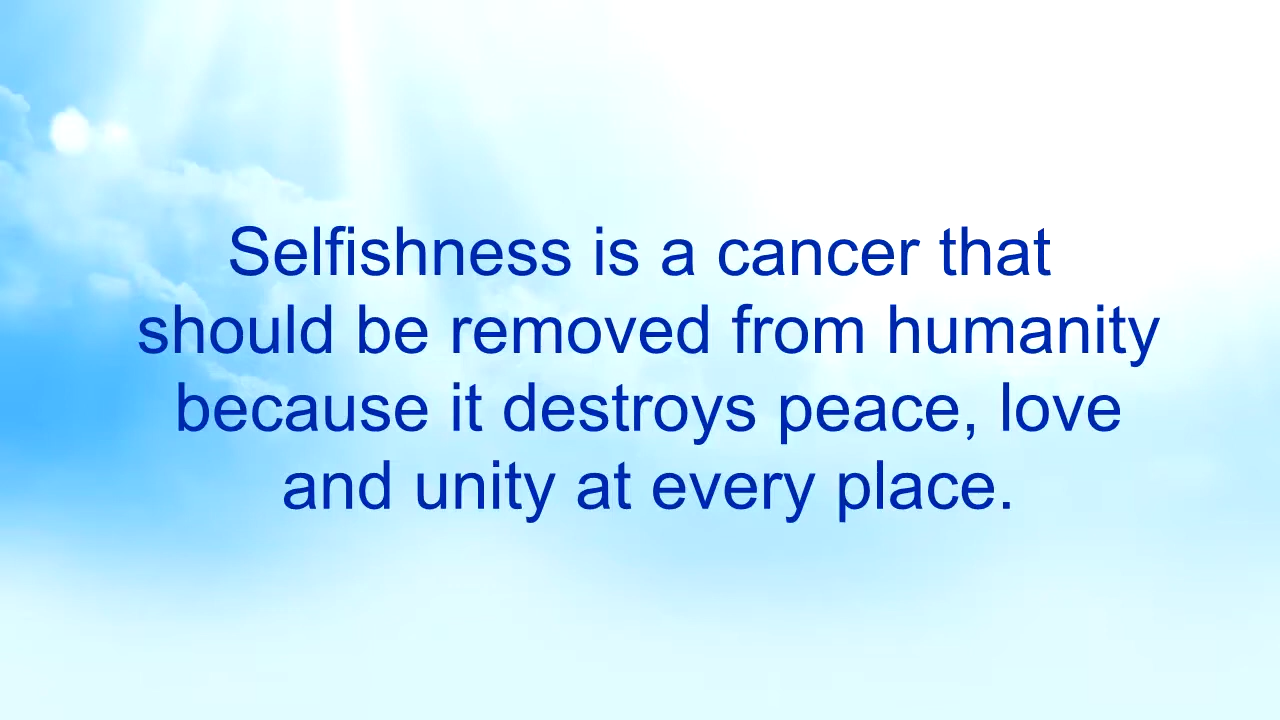 Selfishness is a cancer that
should be removed from humanity
because it destroys peace, love
and unity at every place.